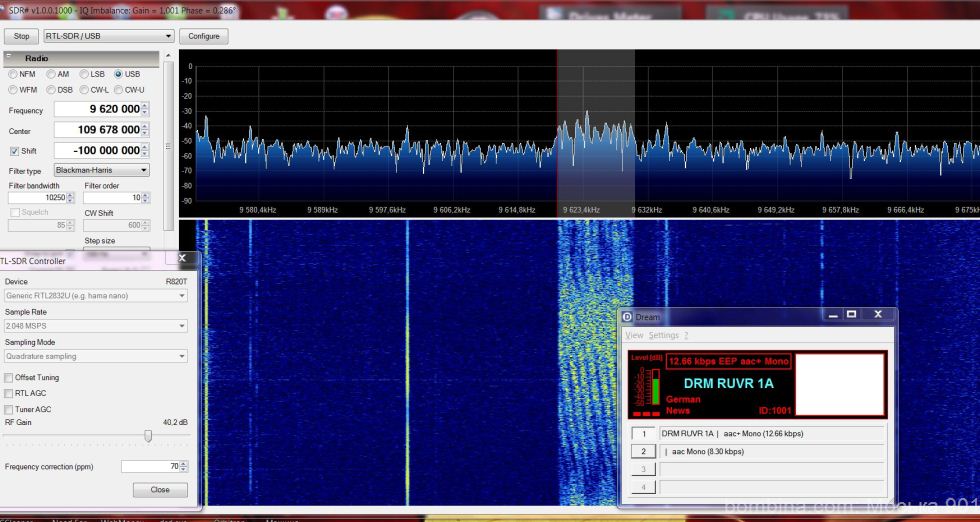 SDR# v1.0.0.1000 - IQ Imbalance: Gain = 1.001 Phase = 0.286°
Stop
RTL-SDR / USB
Configure
Radio
NFM
AM
LSB
USB
WFM
DSB
CW-L
CW-U
Frequency
9 620 000
Center
109 678 000
Shift
-100 000 000
Filter type
Blackman-Harris
Filter bandwidth
Filter order
10250
10
Squelch
CW Shift
85
600
Step size
0
-10
-20
-30
-40
-50
-60
-70
-80
-90
9 580,4kHz
9 589kHz
9 597,6kHz
9 606,2kHz
9 614,8kHz
9 623,4kHz
9 632kHz
9 640,6kHz
9 649,2kHz
9 657,8kHz
9 666,4kHz
9 675k
TL-SDR Controller
Device
R820T
Generic RTL2832U (e.g. hama nano)
Sample Rate
2.048 MSPS
Sampling Mode
Quadrature sampling
Offset Tuning
RTL AGC
Tuner AGC
RF Gain
40,2 dB
Frequency correction (ppm)
70
Close
Dream
View Settings ?
Level [dB]
12.66 kbps EEP aac+ Mono
DRM RUVR 1A
German
News
ID:1001
1
DRM RUVR 1A | aac+ Mono (12.66 kbps)
2
| aac Mono (8.30 kbps)
3
4